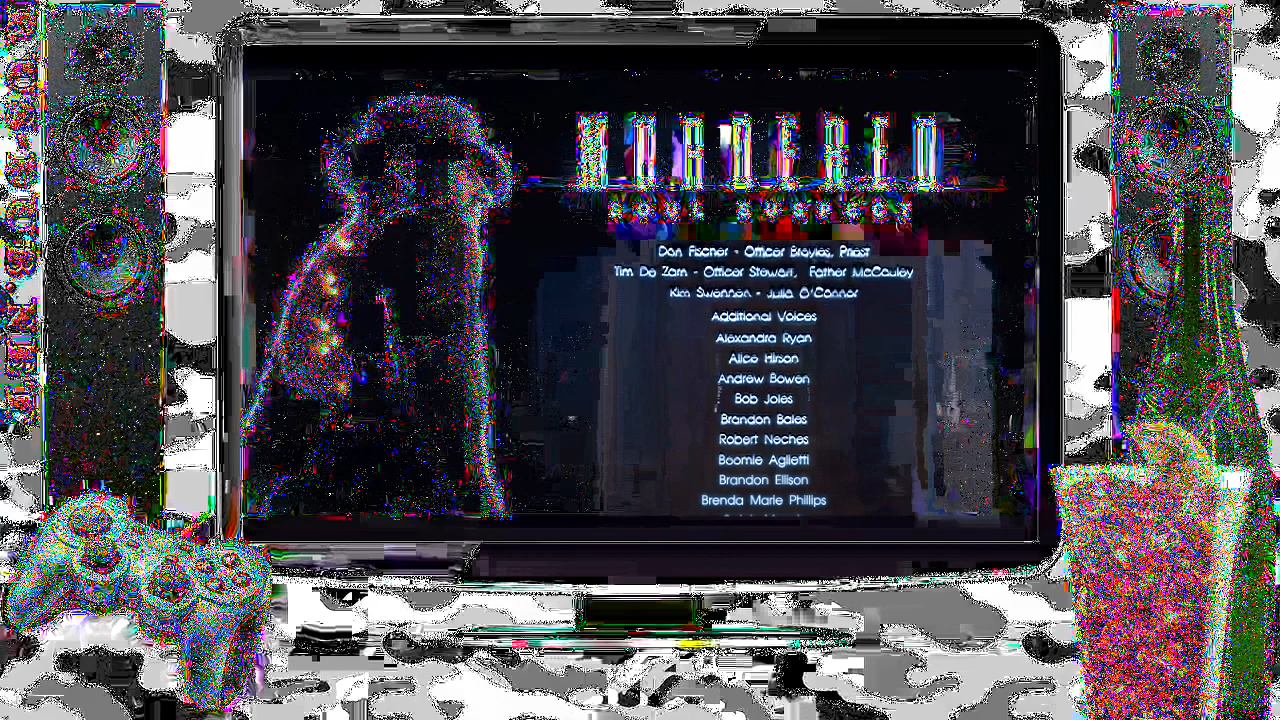 Dan Fischer - Officer Broyles, Priest
Tim De Zarn - Officer Stewart, Father McCauley
Kim Swennen - Julia O'Connor
Additional Voices
Alexandra Ryan
Alice Hirson
Andrew Bowen
Bob Joles
Brandon Bales
Robert Neches
Boomie Aglietti
Brandon Ellison
Brenda Marie Phillips